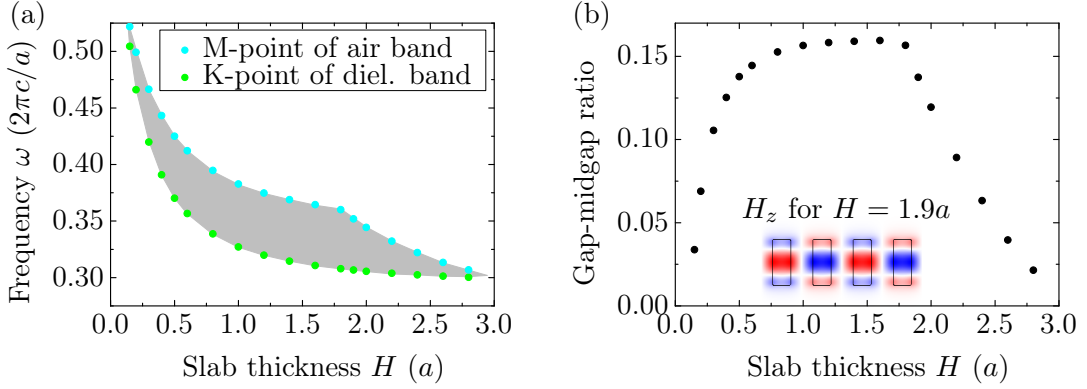 (a)
M-point of air band
K-point of diel. band
Frequency ω (2πc/a)
0.50
0.45
0.40
0.35
0.30
0.0 0.5 1.0 1.5 2.0 2.5 3.0
Slab thickness H (a)
(b)
Gap-midgap ratio
0.15
0.10
0.05
0.00
H_z for H = 1.9a
0.0 0.5 1.0 1.5 2.0 2.5 3.0
Slab thickness H (a)